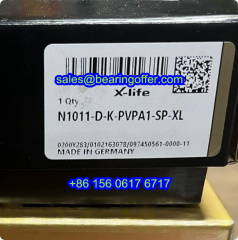 sales@bearingoffer.com
X-life
1 Qty
N1011-D-K-PVPA1-SP-XL
0700Y283/0102163078/097450561-0000-11
MADE IN GERMANY
+86 156 0617 6717